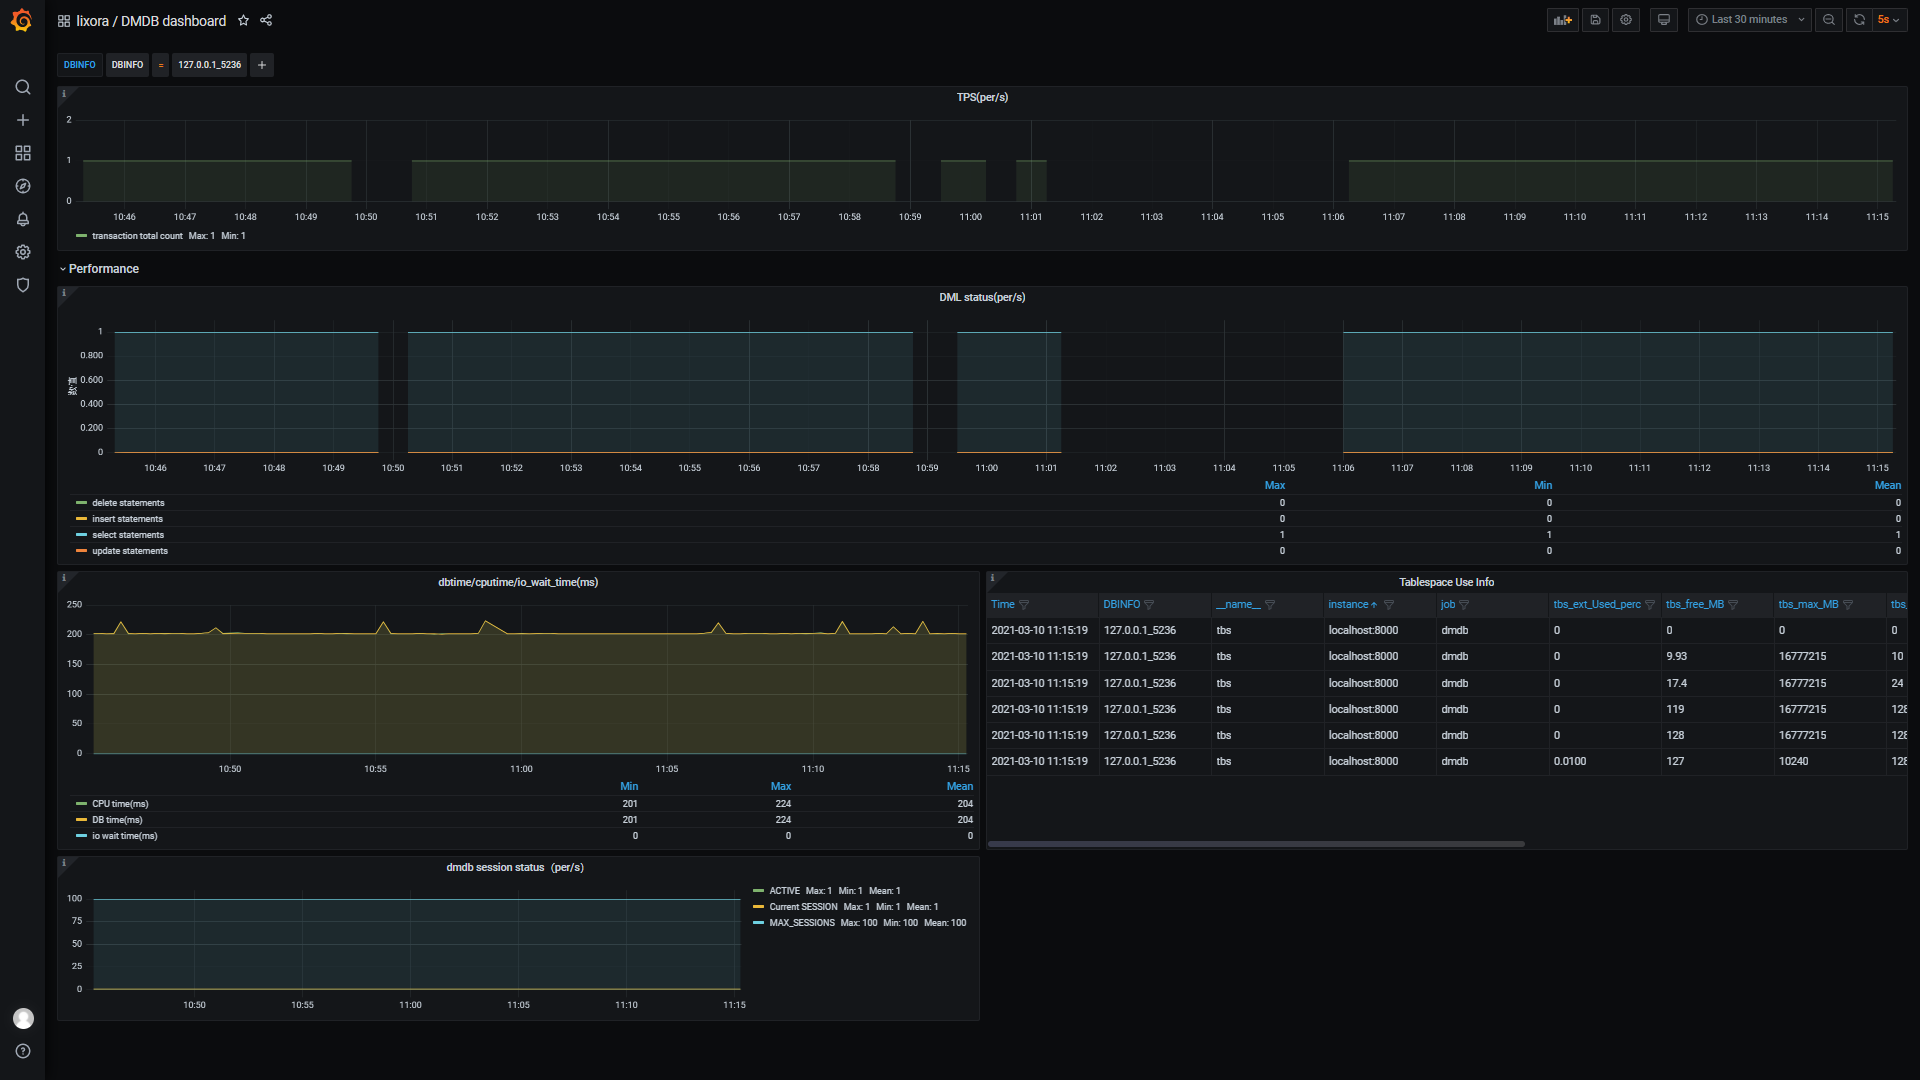 lixora / DMDB dashboard
Last 30 minutes
5s
DBINFO DBINFO = 127.0.0.1_5236 +
TPS(per/s)
2
1
0
10:46 10:47 10:48 10:49 10:50 10:51 10:52 10:53 10:54 10:55 10:56 10:57 10:58 10:59 11:00 11:01 11:02 11:03 11:04 11:05 11:06 11:07 11:08 11:09 11:10 11:11 11:12 11:13 11:14 11:15
transaction total count Max: 1 Min: 1
Performance
DML status(per/s)
数值
1
0.800
0.600
0.400
0.200
0
10:46 10:47 10:48 10:49 10:50 10:51 10:52 10:53 10:54 10:55 10:56 10:57 10:58 10:59 11:00 11:01 11:02 11:03 11:04 11:05 11:06 11:07 11:08 11:09 11:10 11:11 11:12 11:13 11:14 11:15
Max Min Mean
delete statements 0 0 0
insert statements 0 0 0
select statements 1 1 1
update statements 0 0 0
dbtime/cputime/io_wait_time(ms)
250
200
150
100
50
0
10:50 10:55 11:00 11:05 11:10 11:15
Min Max Mean
CPU time(ms) 201 224 204
DB time(ms) 201 224 204
io wait time(ms) 0 0 0
Tablespace Use Info
Time DBINFO __name__ instance job tbs_ext_Used_perc tbs_free_MB tbs_max_MB tbs_
2021-03-10 11:15:19 127.0.0.1_5236 tbs localhost:8000 dmdb 0 0 0 0
2021-03-10 11:15:19 127.0.0.1_5236 tbs localhost:8000 dmdb 0 9.93 16777215 10
2021-03-10 11:15:19 127.0.0.1_5236 tbs localhost:8000 dmdb 0 17.4 16777215 24
2021-03-10 11:15:19 127.0.0.1_5236 tbs localhost:8000 dmdb 0 119 16777215 128
2021-03-10 11:15:19 127.0.0.1_5236 tbs localhost:8000 dmdb 0 128 16777215 128
2021-03-10 11:15:19 127.0.0.1_5236 tbs localhost:8000 dmdb 0.0100 127 10240 128
dmdb session status （per/s）
100
75
50
25
0
10:50 10:55 11:00 11:05 11:10 11:15
ACTIVE Max: 1 Min: 1 Mean: 1
Current SESSION Max: 1 Min: 1 Mean: 1
MAX_SESSIONS Max: 100 Min: 100 Mean: 100